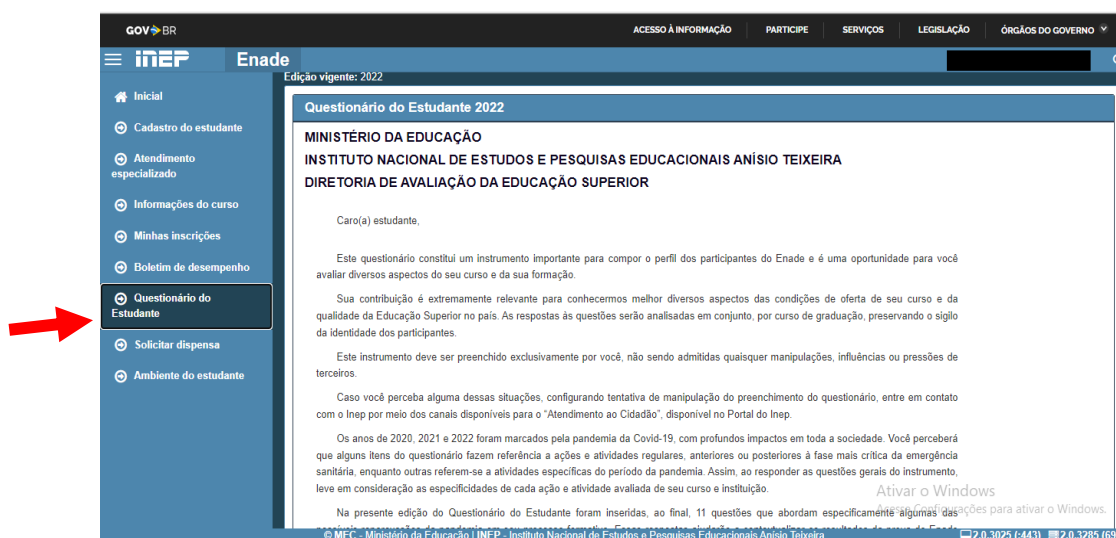 GOV BR
ACESSO À INFORMAÇÃO PARTICIPE SERVIÇOS LEGISLAÇÃO ÓRGÃOS DO GOVERNO
inep Enade
Edição vigente: 2022
Inicial
Cadastro do estudante
Atendimento
especializado
Informações do curso
Minhas inscrições
Boletim de desempenho
Questionário do
Estudante
Solicitar dispensa
Ambiente do estudante
Questionário do Estudante 2022
MINISTÉRIO DA EDUCAÇÃO
INSTITUTO NACIONAL DE ESTUDOS E PESQUISAS EDUCACIONAIS ANÍSIO TEIXEIRA
DIRETORIA DE AVALIAÇÃO DA EDUCAÇÃO SUPERIOR
Caro(a) estudante,
Este questionário constitui um instrumento importante para compor o perfil dos participantes do Enade e é uma oportunidade para você
avaliar diversos aspectos do seu curso e da sua formação.
Sua contribuição é extremamente relevante para conhecermos melhor diversos aspectos das condições de oferta de seu curso e da
qualidade da Educação Superior no país. As respostas às questões serão analisadas em conjunto, por curso de graduação, preservando o sigilo
da identidade dos participantes.
Este instrumento deve ser preenchido exclusivamente por você, não sendo admitidas quaisquer manipulações, influências ou pressões de
terceiros.
Caso você perceba alguma dessas situações, configurando tentativa de manipulação do preenchimento do questionário, entre em contato
com o Inep por meio dos canais disponíveis para o “Atendimento ao Cidadão”, disponível no Portal do Inep.
Os anos de 2020, 2021 e 2022 foram marcados pela pandemia da Covid-19, com profundos impactos em toda a sociedade. Você perceberá
que alguns itens do questionário fazem referência a ações e atividades regulares, anteriores ou posteriores à fase mais crítica da emergência
sanitária, enquanto outras referem-se a atividades específicas do período da pandemia. Assim, ao responder as questões gerais do instrumento,
leve em consideração as especificidades de cada ação e atividade avaliada de seu curso e instituição.
Na presente edição do Questionário do Estudante foram inseridas, ao final, 11 questões que abordam especificamente algumas das
Ativar o Windows
Acesse Configurações para ativar o Windows.
© MEC - Ministério da Educação | INEP - Instituto Nacional de Estudos e Pesquisas Educacionais Anísio Teixeira 2.0.3025 (:443) 2.0.3285 (69